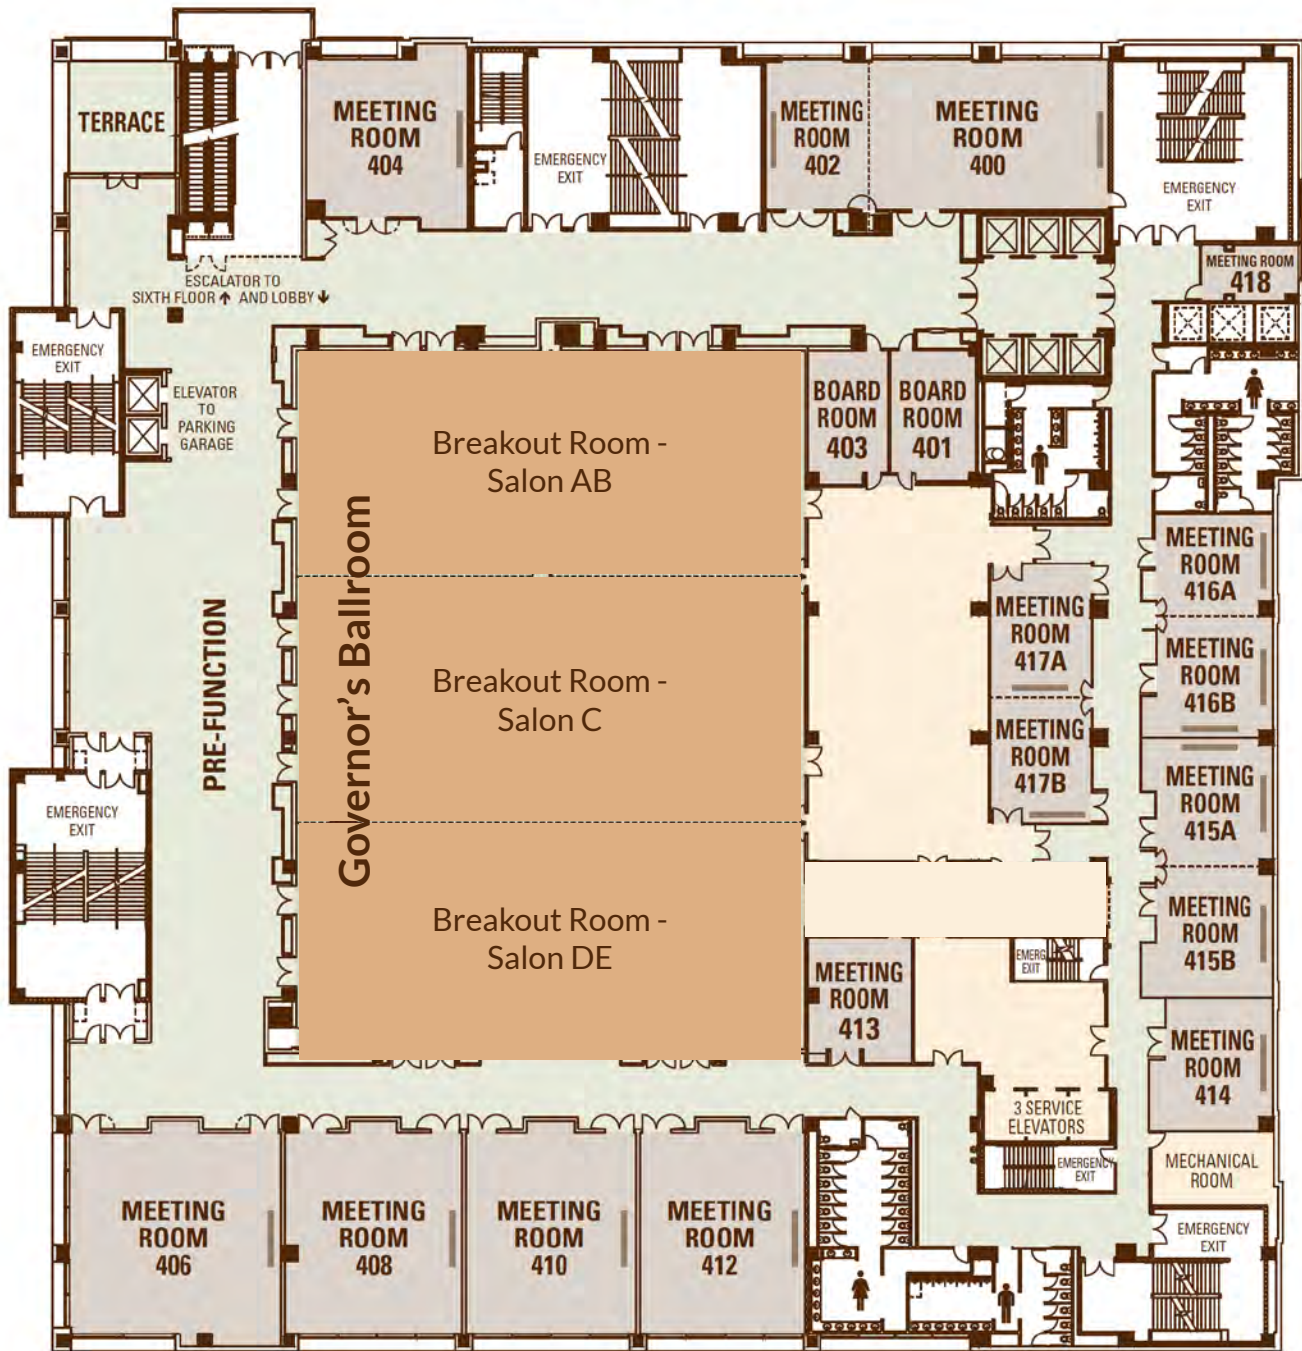 TERRACE
MEETING
ROOM
404
EMERGENCY
EXIT
MEETING
ROOM
402
MEETING
ROOM
400
EMERGENCY
EXIT
MEETING ROOM
418
ESCALATOR TO
SIXTH FLOOR ↑ AND LOBBY ↓
EMERGENCY
EXIT
ELEVATOR
TO
PARKING
GARAGE
BOARD
ROOM
403
BOARD
ROOM
401
Breakout Room -
Salon AB
Governor's Ballroom
PRE-FUNCTION
Breakout Room -
Salon C
Breakout Room -
Salon DE
MEETING
ROOM
416A
MEETING
ROOM
417A
MEETING
ROOM
416B
MEETING
ROOM
417B
MEETING
ROOM
415A
EMERGENCY
EXIT
MEETING
ROOM
415B
EMERG
EXIT
MEETING
ROOM
413
MEETING
ROOM
414
3 SERVICE
ELEVATORS
EMERGENCY
EXIT
MECHANICAL
ROOM
MEETING
ROOM
406
MEETING
ROOM
408
MEETING
ROOM
410
MEETING
ROOM
412
EMERGENCY
EXIT